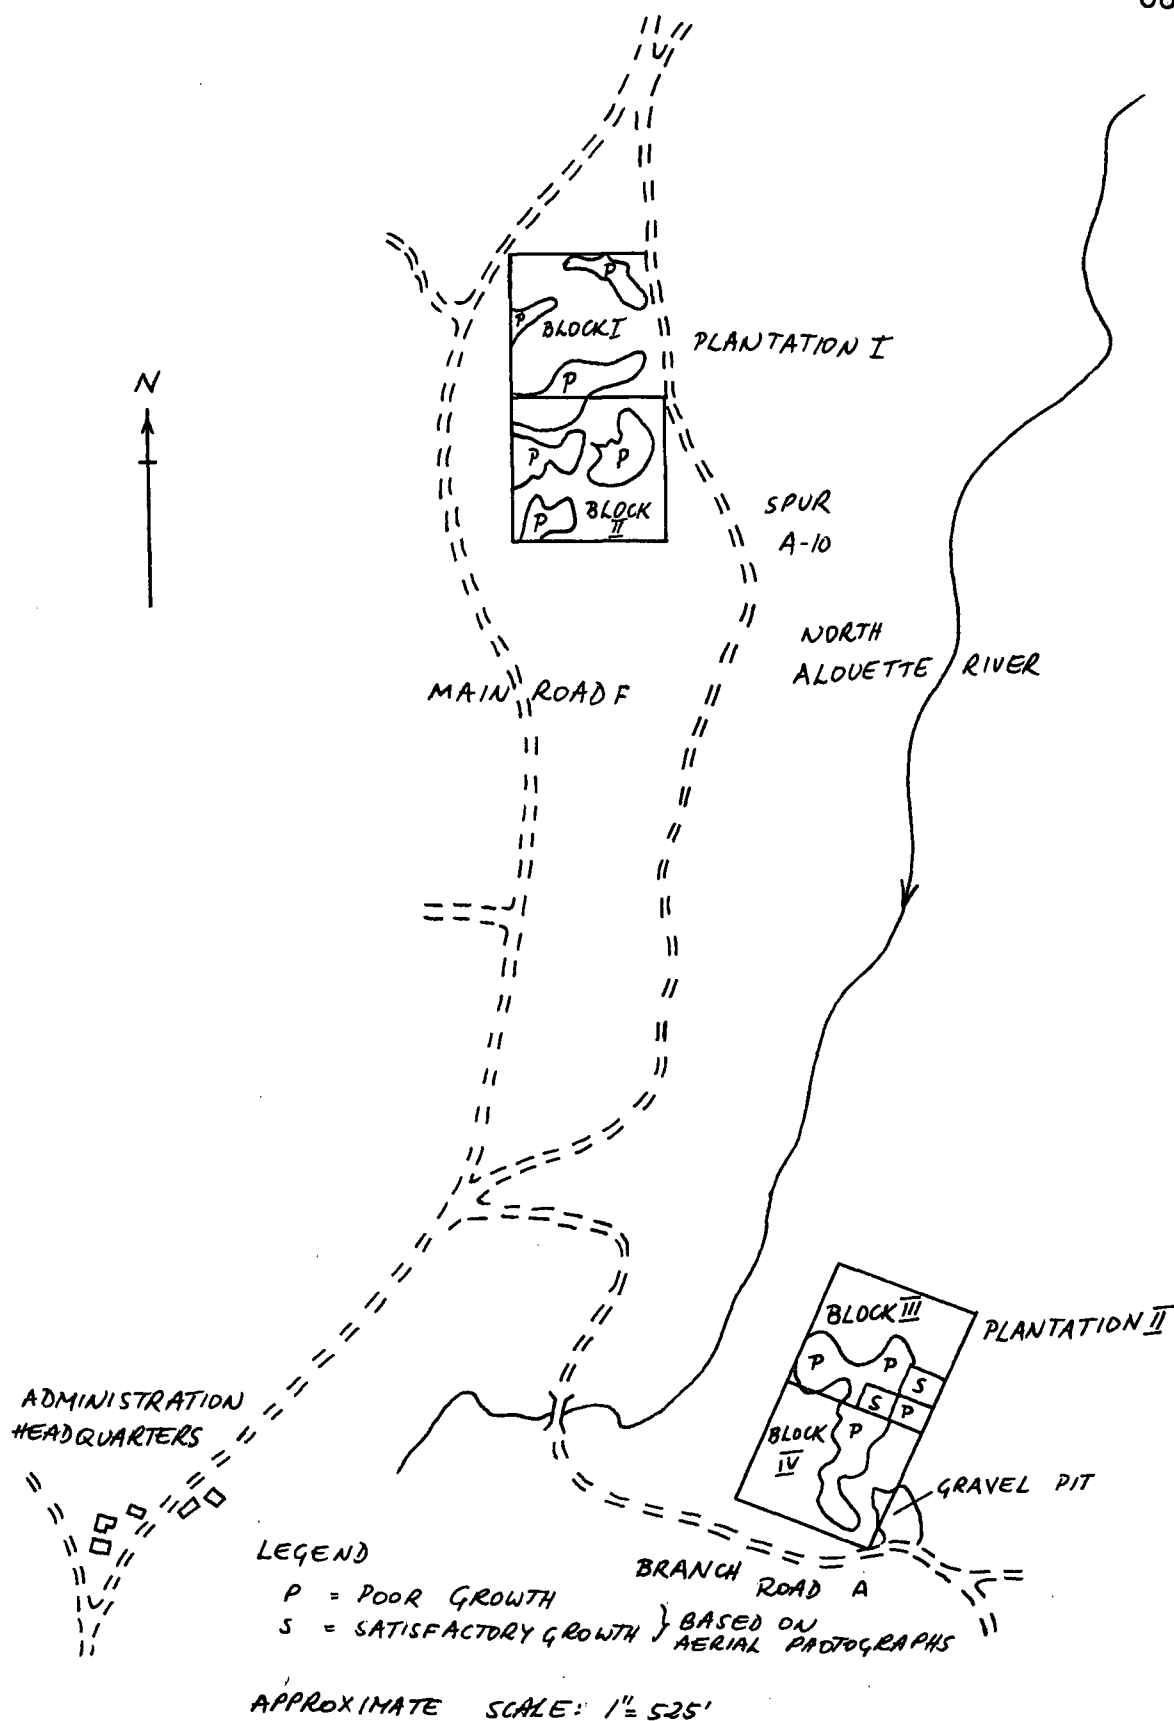 P
P
BLOCK I
PLANTATION I
P
N
P
P
SPUR
P
BLOCK
II
A-10
NORTH
ALOUETTE RIVER
MAIN ROAD F
BLOCK III
PLANTATION II
P
P
S
S
P
ADMINISTRATION
HEADQUARTERS
BLOCK
IV
P
GRAVEL PIT
LEGEND
BRANCH
ROAD A
P = POOR GROWTH
S = SATISFACTORY GROWTH } BASED ON
AERIAL PHOTOGRAPHS
APPROXIMATE SCALE: 1"= 525'